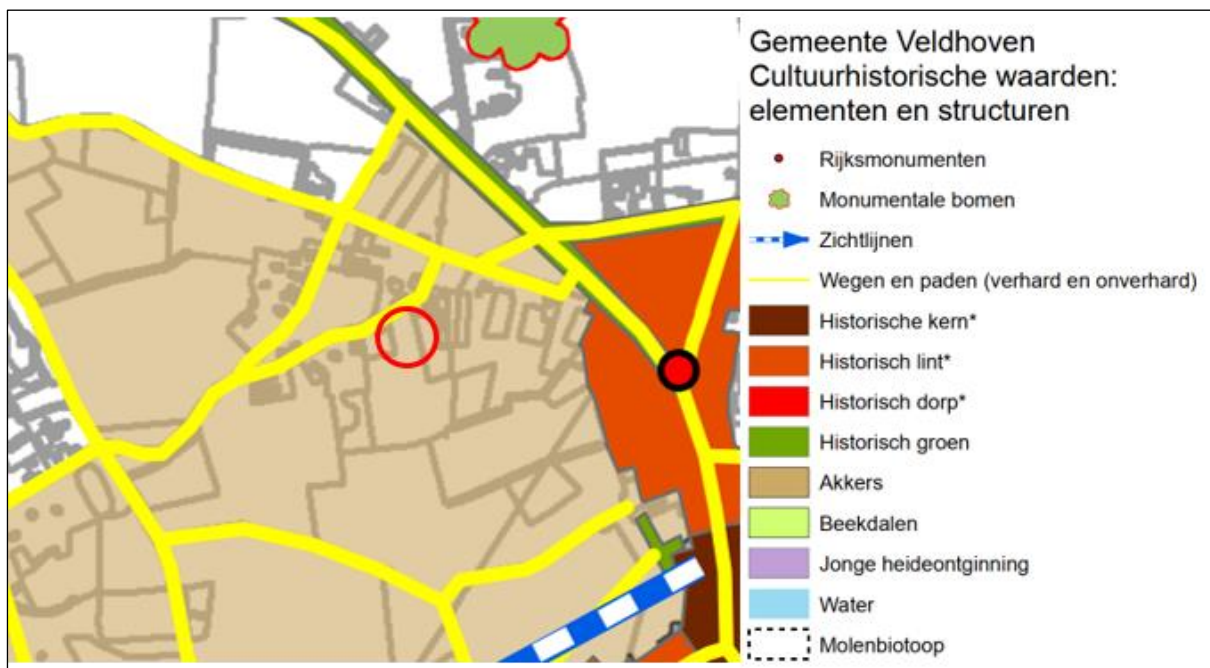 Gemeente Veldhoven
Cultuurhistorische waarden:
elementen en structuren
Rijksmonumenten
Monumentale bomen
Zichtlijnen
Wegen en paden (verhard en onverhard)
Historische kern*
Historisch lint*
Historisch dorp*
Historisch groen
Akkers
Beekdalen
Jonge heideontginning
Water
Molenbiotoop